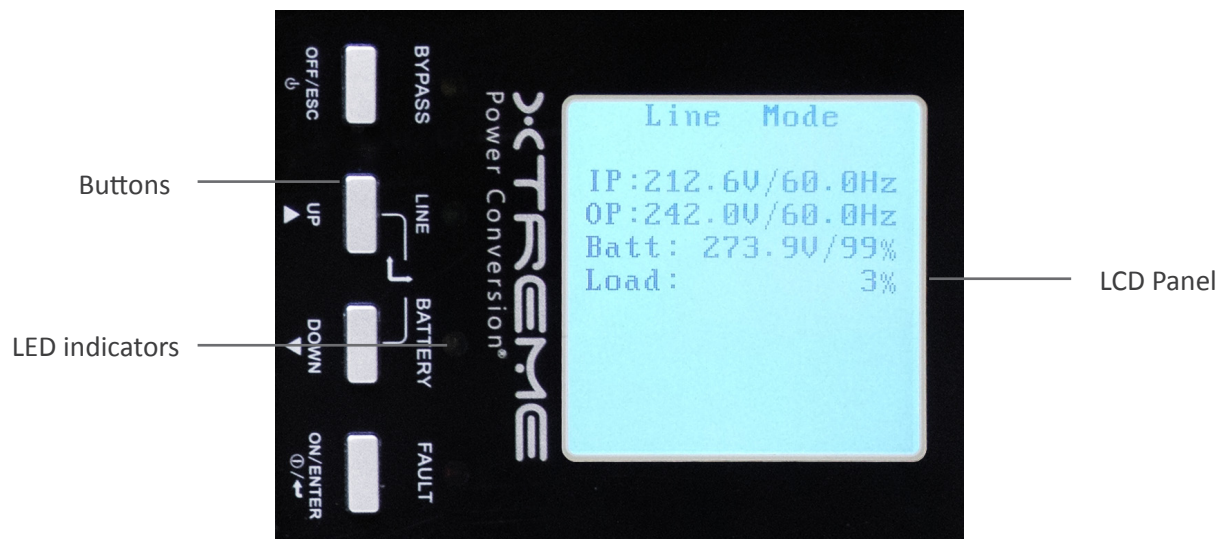 Buttons
LED indicators
LCD Panel
OFF/ESC
UP
DOWN
ON/ENTER
BYPASS
LINE
BATTERY
FAULT
XTREME
Power Conversion®
Line Mode
IP:212.6V/60.0Hz
OP:242.0V/60.0Hz
Batt: 273.9V/99%
Load: 3%